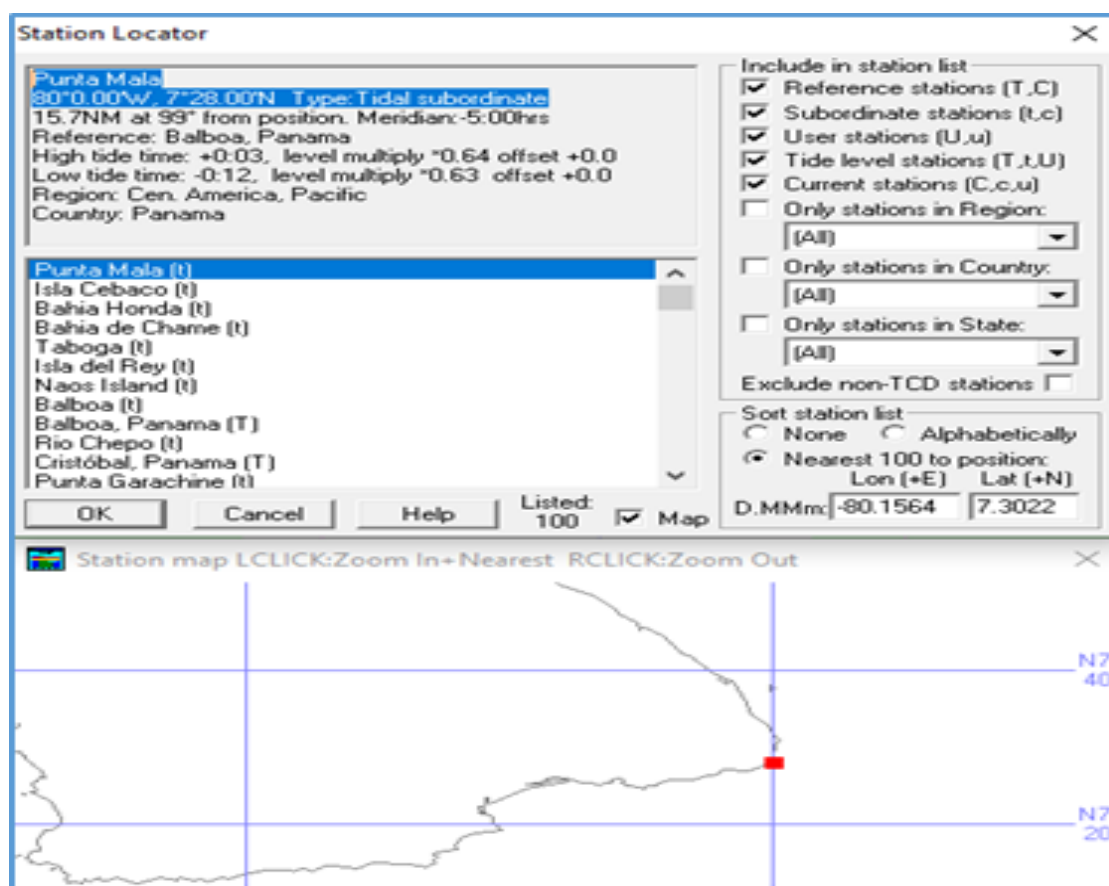 Station Locator
Punta Mala
80°0.00'W, 7°28.00'N Type:Tidal subordinate
15.7NM at 99° from position. Meridian:-5:00hrs
Reference: Balboa, Panama
High tide time: +0:03, level multiply *0.64 offset +0.0
Low tide time: -0:12, level multiply *0.63 offset +0.0
Region: Cen. America, Pacific
Country: Panama
Punta Mala (t)
Isla Cebaco (t)
Bahia Honda (t)
Bahia de Chame (t)
Taboga (t)
Isla del Rey (t)
Naos Island (t)
Balboa (t)
Balboa, Panama (T)
Rio Chepo (t)
Cristóbal, Panama (T)
Punta Garachine (t)
OK
Cancel
Help
Listed:
100
Map
Include in station list
Reference stations (T,C)
Subordinate stations (t,c)
User stations (U,u)
Tide level stations (T,t,U)
Current stations (C,c,u)
Only stations in Region:
(All)
Only stations in Country:
(All)
Only stations in State:
(All)
Exclude non-TCD stations
Sort station list
None Alphabetically
Nearest 100 to position:
Lon (+E) Lat (+N)
D.MMm: -80.1564 7.3022
Station map LCLICK:Zoom In+Nearest RCLICK:Zoom Out
N7
40
N7
20